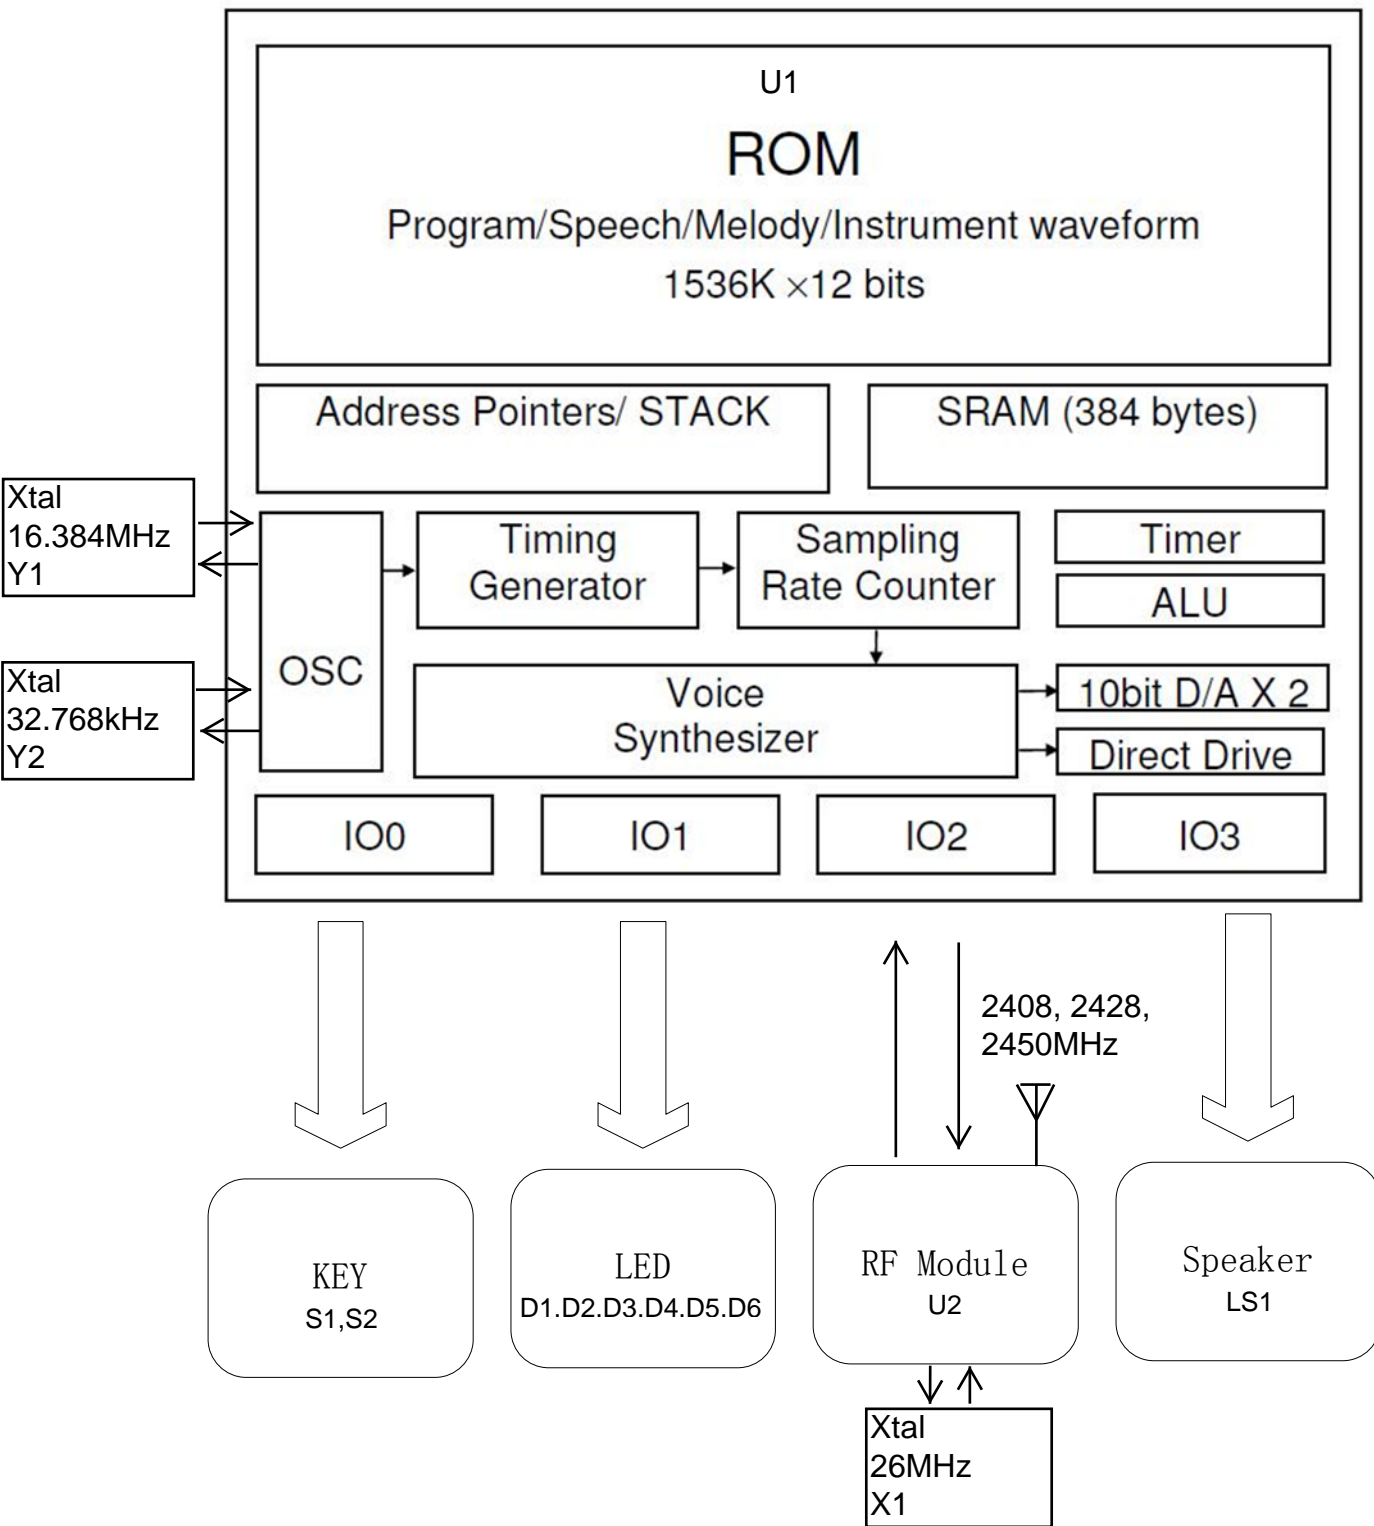 U1
ROM
Program/Speech/Melody/Instrument waveform
1536K ×12 bits
Address Pointers/ STACK
SRAM (384 bytes)
Xtal
16.384MHz
Y1
Xtal
32.768kHz
Y2
OSC
Timing
Generator
Sampling
Rate Counter
Timer
ALU
Voice
Synthesizer
10bit D/A X 2
Direct Drive
IO0
IO1
IO2
IO3
2408, 2428,
2450MHz
KEY
S1,S2
LED
D1.D2.D3.D4.D5.D6
RF Module
U2
Speaker
LS1
Xtal
26MHz
X1